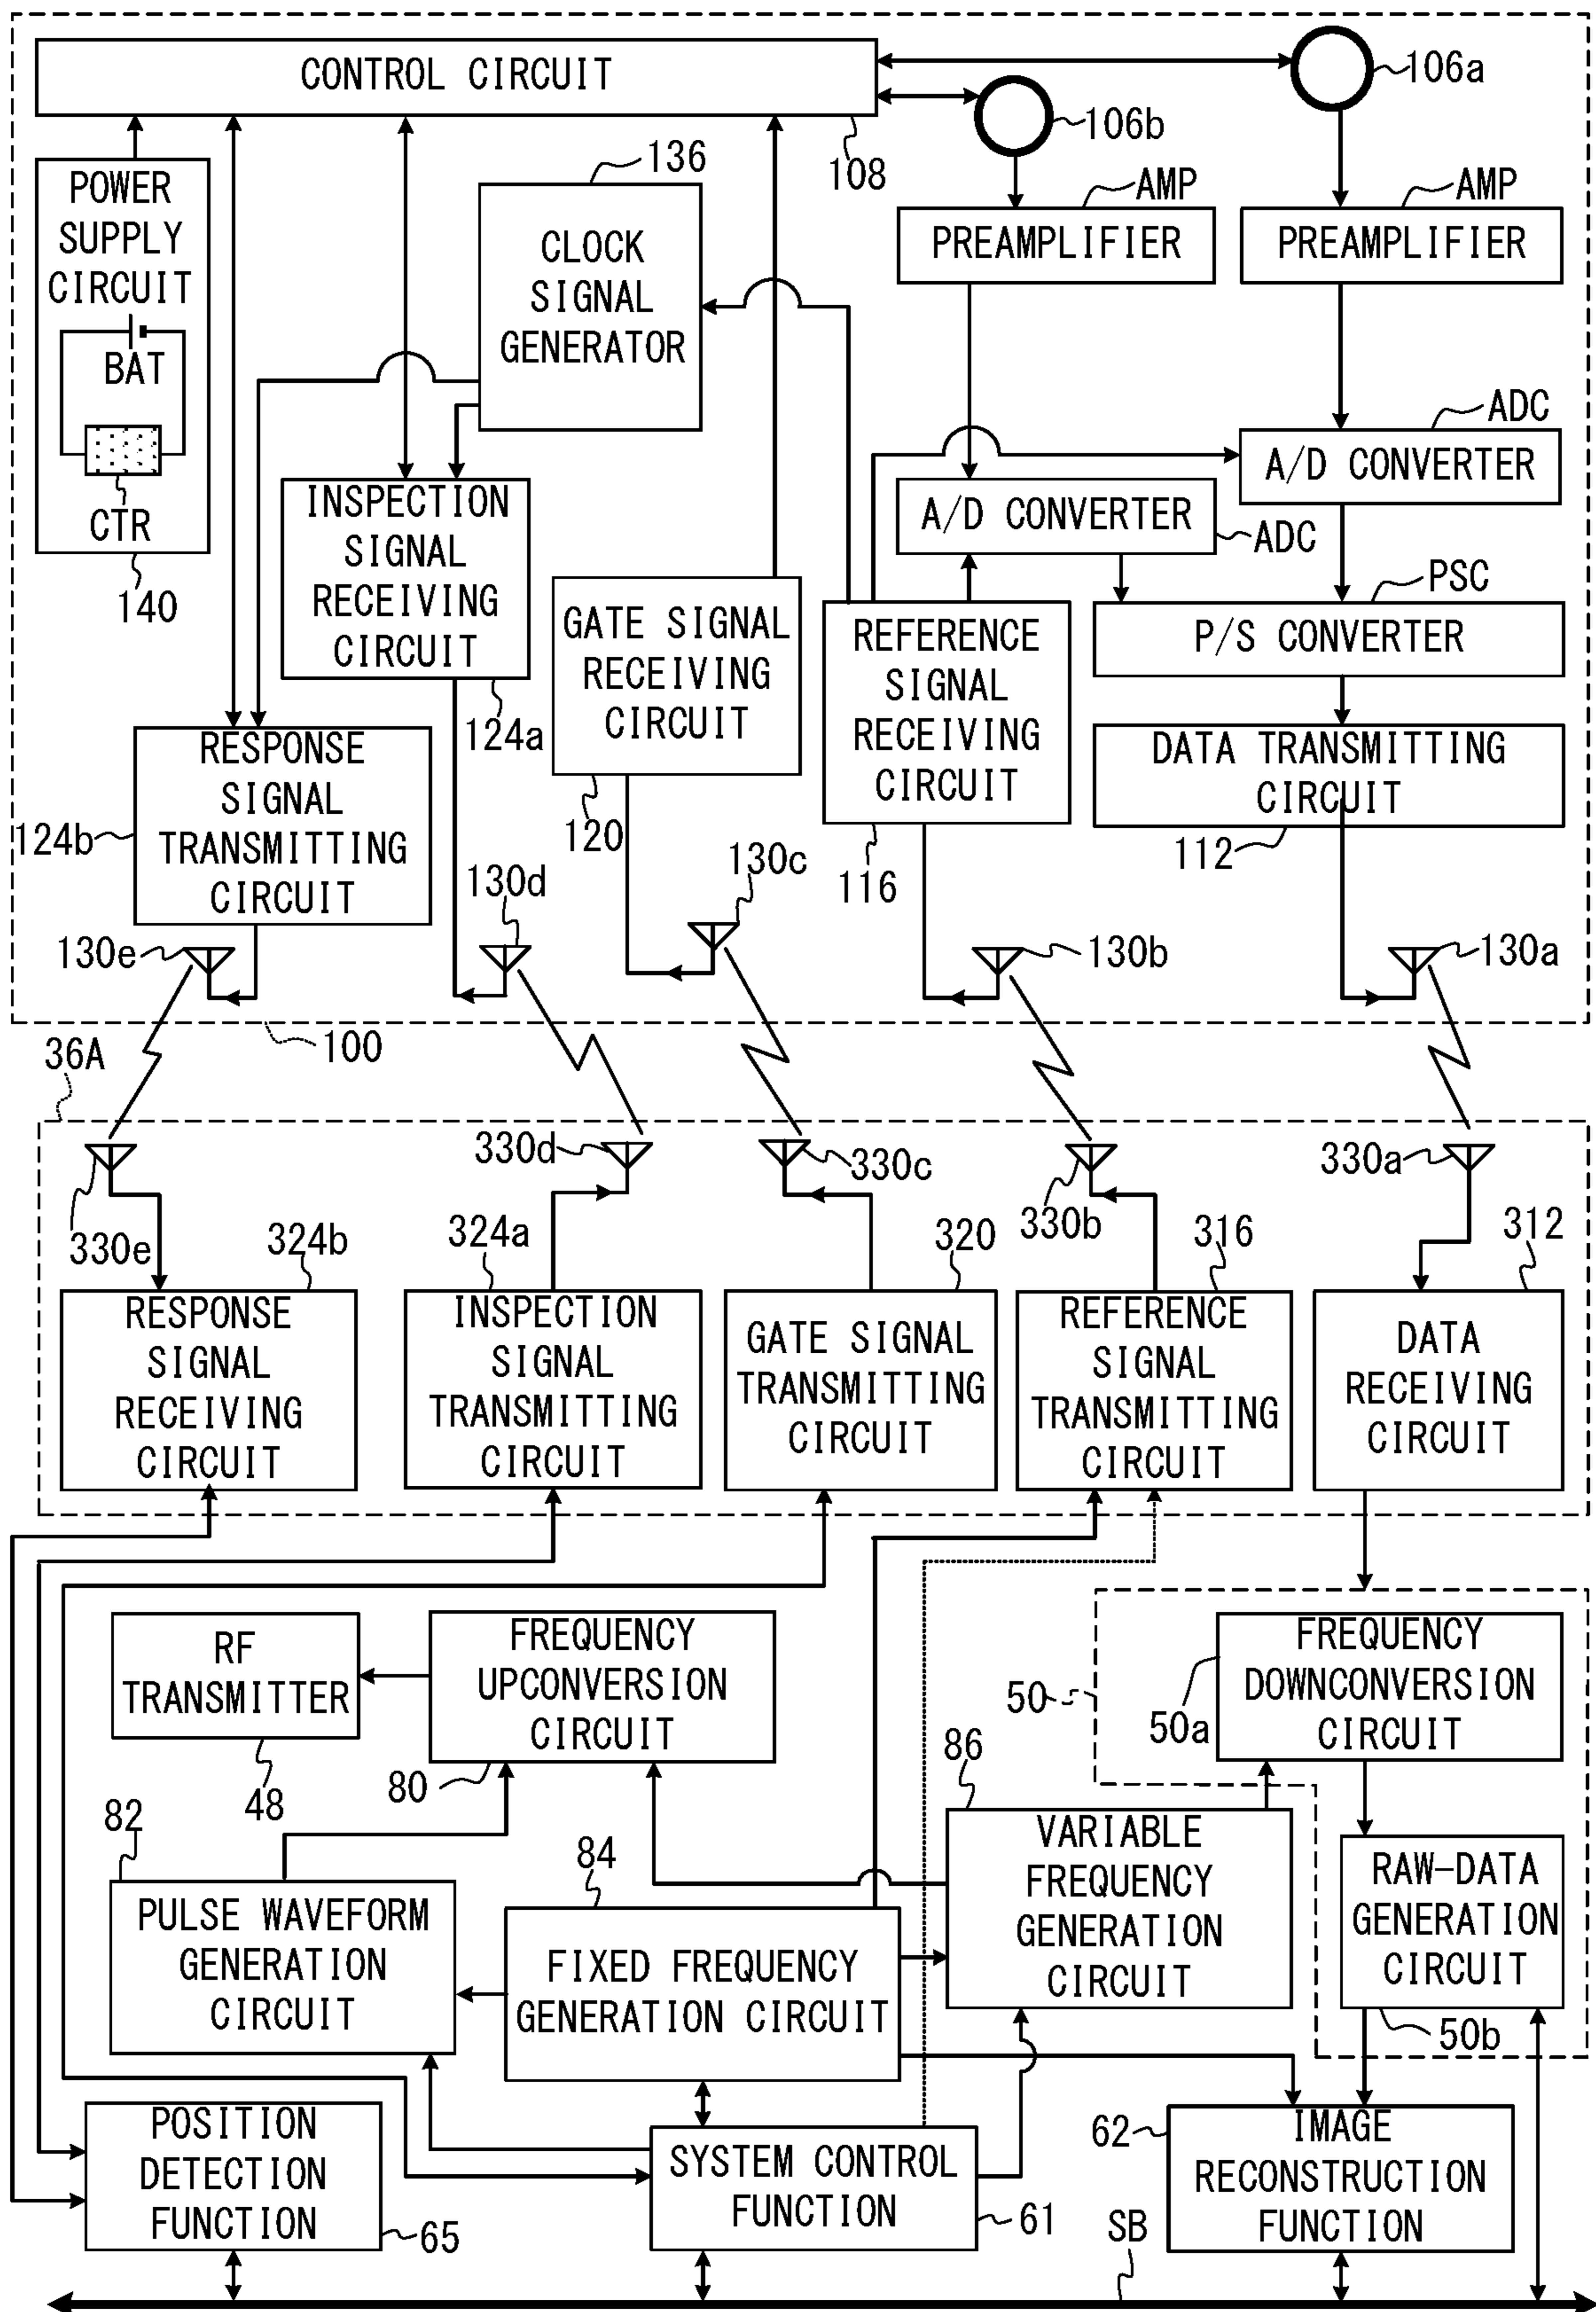 CONTROL CIRCUIT
106a
106b
108
136
AMP
AMP
POWER
SUPPLY
CIRCUIT
BAT
CTR
140
CLOCK
SIGNAL
GENERATOR
PREAMPLIFIER
PREAMPLIFIER
ADC
A/D CONVERTER
A/D CONVERTER
ADC
INSPECTION
SIGNAL
RECEIVING
CIRCUIT
124a
GATE SIGNAL
RECEIVING
CIRCUIT
120
REFERENCE
SIGNAL
RECEIVING
CIRCUIT
116
PSC
P/S CONVERTER
DATA TRANSMITTING
CIRCUIT
112
RESPONSE
SIGNAL
TRANSMITTING
CIRCUIT
124b
130e
130d
130c
130b
130a
100
36A
330e
330d
330c
330b
330a
324b
324a
320
316
312
RESPONSE
SIGNAL
RECEIVING
CIRCUIT
INSPECTION
SIGNAL
TRANSMITTING
CIRCUIT
GATE SIGNAL
TRANSMITTING
CIRCUIT
REFERENCE
SIGNAL
TRANSMITTING
CIRCUIT
DATA
RECEIVING
CIRCUIT
RF
TRANSMITTER
48
FREQUENCY
UPCONVERSION
CIRCUIT
80
50
50a
FREQUENCY
DOWNCONVERSION
CIRCUIT
86
82
84
PULSE WAVEFORM
GENERATION
CIRCUIT
FIXED FREQUENCY
GENERATION CIRCUIT
VARIABLE
FREQUENCY
GENERATION
CIRCUIT
RAW-DATA
GENERATION
CIRCUIT
50b
POSITION
DETECTION
FUNCTION
65
SYSTEM CONTROL
FUNCTION
61
62
IMAGE
RECONSTRUCTION
FUNCTION
SB